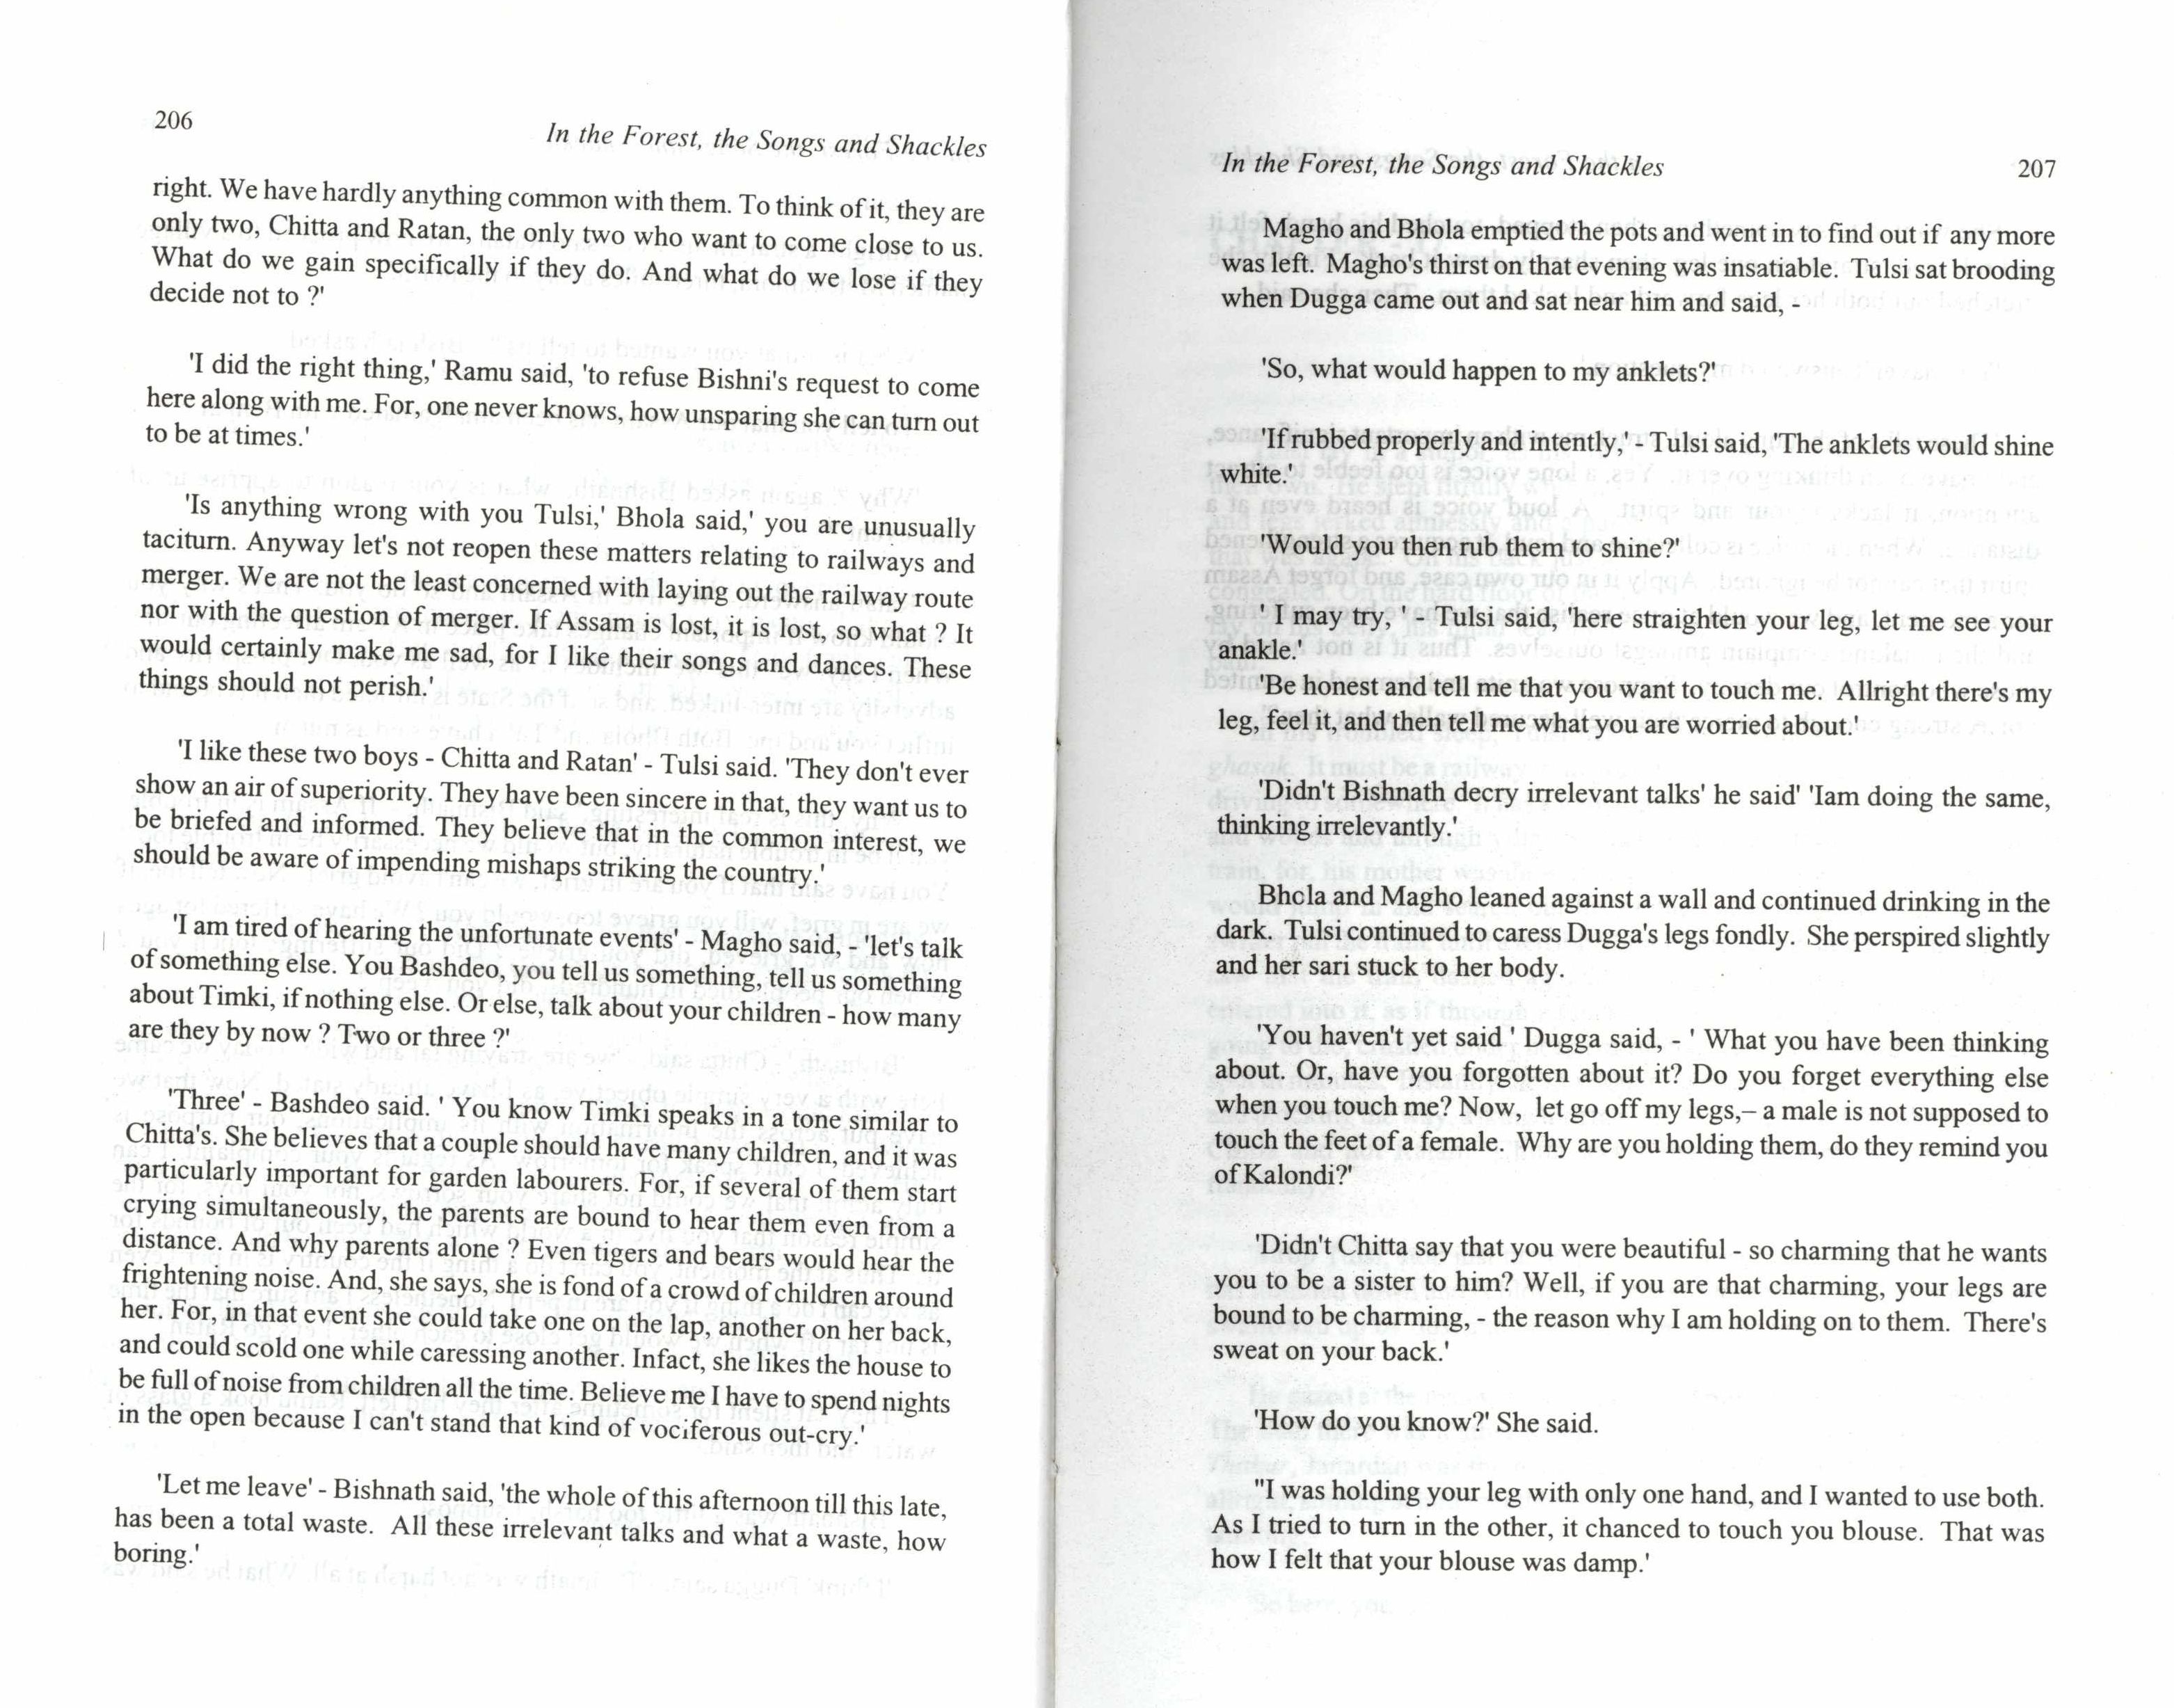 206
In the Forest, the Songs and Shackles
right. We have hardly anything common with them. To think of it, they are
only two, Chitta and Ratan, the only two who want to come close to us.
What do we gain specifically if they do. And what do we lose if they
decide not to ?'
'I did the right thing,' Ramu said, 'to refuse Bishni's request to come
here along with me. For, one never knows, how unsparing she can turn out
to be at times.'
'Is anything wrong with you Tulsi,' Bhola said,' you are unusually
taciturn. Anyway let's not reopen these matters relating to railways and
merger. We are not the least concerned with laying out the railway route
nor with the question of merger. If Assam is lost, it is lost, so what ? It
would certainly make me sad, for I like their songs and dances. These
things should not perish.'
'I like these two boys - Chitta and Ratan' - Tulsi said. 'They don't ever
show an air of superiority. They have been sincere in that, they want us to
be briefed and informed. They believe that in the common interest, we
should be aware of impending mishaps striking the country.'
'I am tired of hearing the unfortunate events' - Magho said, - 'let's talk
of something else. You Bashdeo, you tell us something, tell us something
about Timki, if nothing else. Or else, talk about your children - how many
are they by now ? Two or three ?'
'Three' - Bashdeo said. ' You know Timki speaks in a tone similar to
Chitta's. She believes that a couple should have many children, and it was
particularly important for garden labourers. For, if several of them start
crying simultaneously, the parents are bound to hear them even from a
distance. And why parents alone ? Even tigers and bears would hear the
frightening noise. And, she says, she is fond of a crowd of children around
her. For, in that event she could take one on the lap, another on her back,
and could scold one while caressing another. Infact, she likes the house to
be full of noise from children all the time. Believe me I have to spend nights
in the open because I can't stand that kind of vociferous out-cry.'
'Let me leave' - Bishnath said, 'the whole of this afternoon till this late,
has been a total waste. All these irrelevant talks and what a waste, how
boring.'
In the Forest, the Songs and Shackles
207
Magho and Bhola emptied the pots and went in to find out if any more
was left. Magho's thirst on that evening was insatiable. Tulsi sat brooding
when Dugga came out and sat near him and said, -
'So, what would happen to my anklets?'
'If rubbed properly and intently,' - Tulsi said, 'The anklets would shine
white.'
'Would you then rub them to shine?'
' I may try, ' - Tulsi said, 'here straighten your leg, let me see your
anakle.'
'Be honest and tell me that you want to touch me. Allright there's my
leg, feel it, and then tell me what you are worried about.'
'Didn't Bishnath decry irrelevant talks' he said' 'Iam doing the same,
thinking irrelevantly.'
Bhola and Magho leaned against a wall and continued drinking in the
dark. Tulsi continued to caress Dugga's legs fondly. She perspired slightly
and her sari stuck to her body.
'You haven't yet said ' Dugga said, - ' What you have been thinking
about. Or, have you forgotten about it? Do you forget everything else
when you touch me? Now, let go off my legs,– a male is not supposed to
touch the feet of a female. Why are you holding them, do they remind you
of Kalondi?'
'Didn't Chitta say that you were beautiful - so charming that he wants
you to be a sister to him? Well, if you are that charming, your legs are
bound to be charming, - the reason why I am holding on to them. There's
sweat on your back.'
'How do you know?' She said.
"I was holding your leg with only one hand, and I wanted to use both.
As I tried to turn in the other, it chanced to touch you blouse. That was
how I felt that your blouse was damp.'